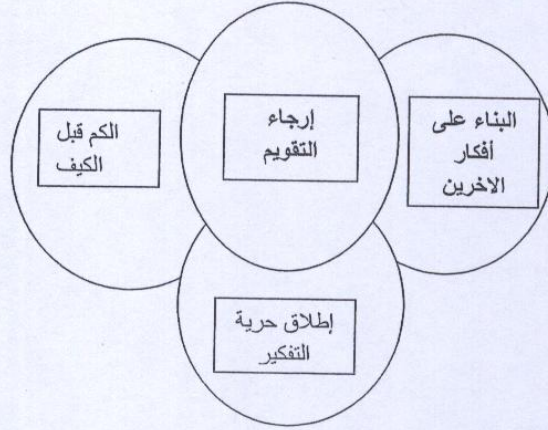 البناء على
أفكار
الاخرين
إرجاء
التقويم
الكم قبل
الكيف
إطلاق حرية
التفكير